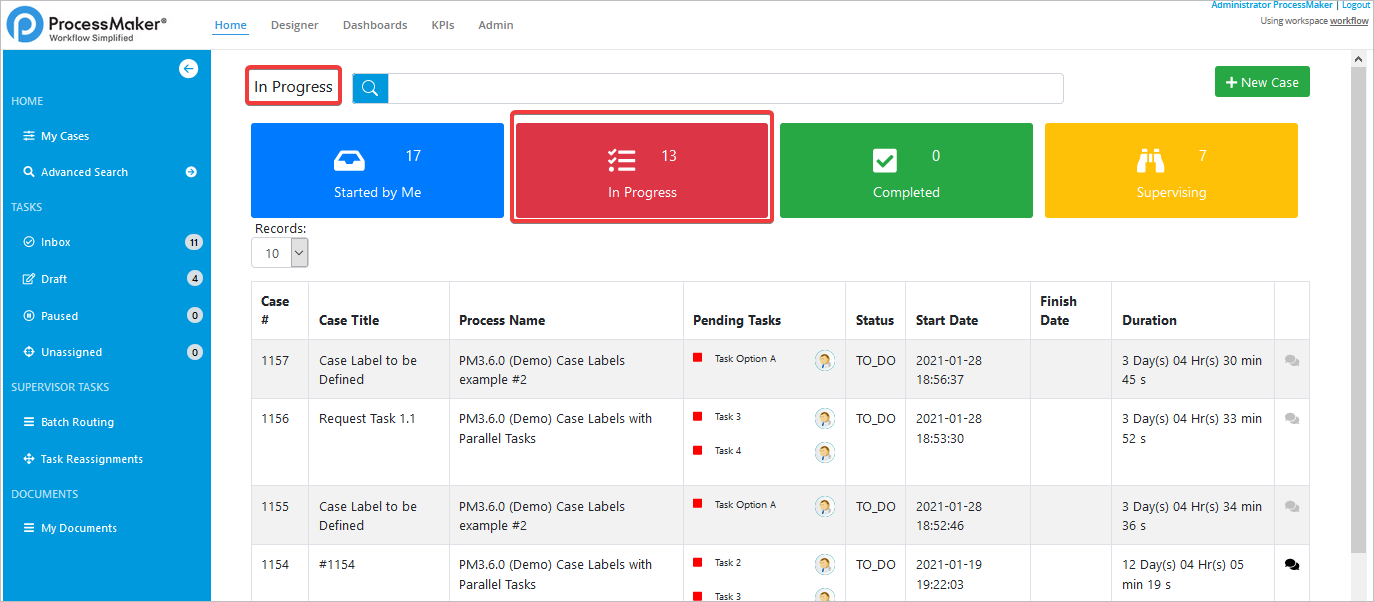 Administrator ProcessMaker | Logout
Using workspace workflow
ProcessMaker®
Workflow Simplified
Home Designer Dashboards KPIs Admin
HOME
My Cases
Advanced Search
TASKS
Inbox 11
Draft 4
Paused 0
Unassigned 0
SUPERVISOR TASKS
Batch Routing
Task Reassignments
DOCUMENTS
My Documents
In Progress
New Case
17
Started by Me
13
In Progress
0
Completed
7
Supervising
Records:
10
Case # Case Title Process Name Pending Tasks Status Start Date Finish Date Duration
1157 Case Label to be Defined PM3.6.0 (Demo) Case Labels example #2 Task Option A TO_DO 2021-01-28 18:56:37 3 Day(s) 04 Hr(s) 30 min 45 s
1156 Request Task 1.1 PM3.6.0 (Demo) Case Labels with Parallel Tasks Task 3 Task 4 TO_DO 2021-01-28 18:53:30 3 Day(s) 04 Hr(s) 33 min 52 s
1155 Case Label to be Defined PM3.6.0 (Demo) Case Labels example #2 Task Option A TO_DO 2021-01-28 18:52:46 3 Day(s) 04 Hr(s) 34 min 36 s
1154 #1154 PM3.6.0 (Demo) Case Labels with Parallel Tasks Task 2 Task 3 TO_DO 2021-01-19 19:22:03 12 Day(s) 04 Hr(s) 05 min 19 s